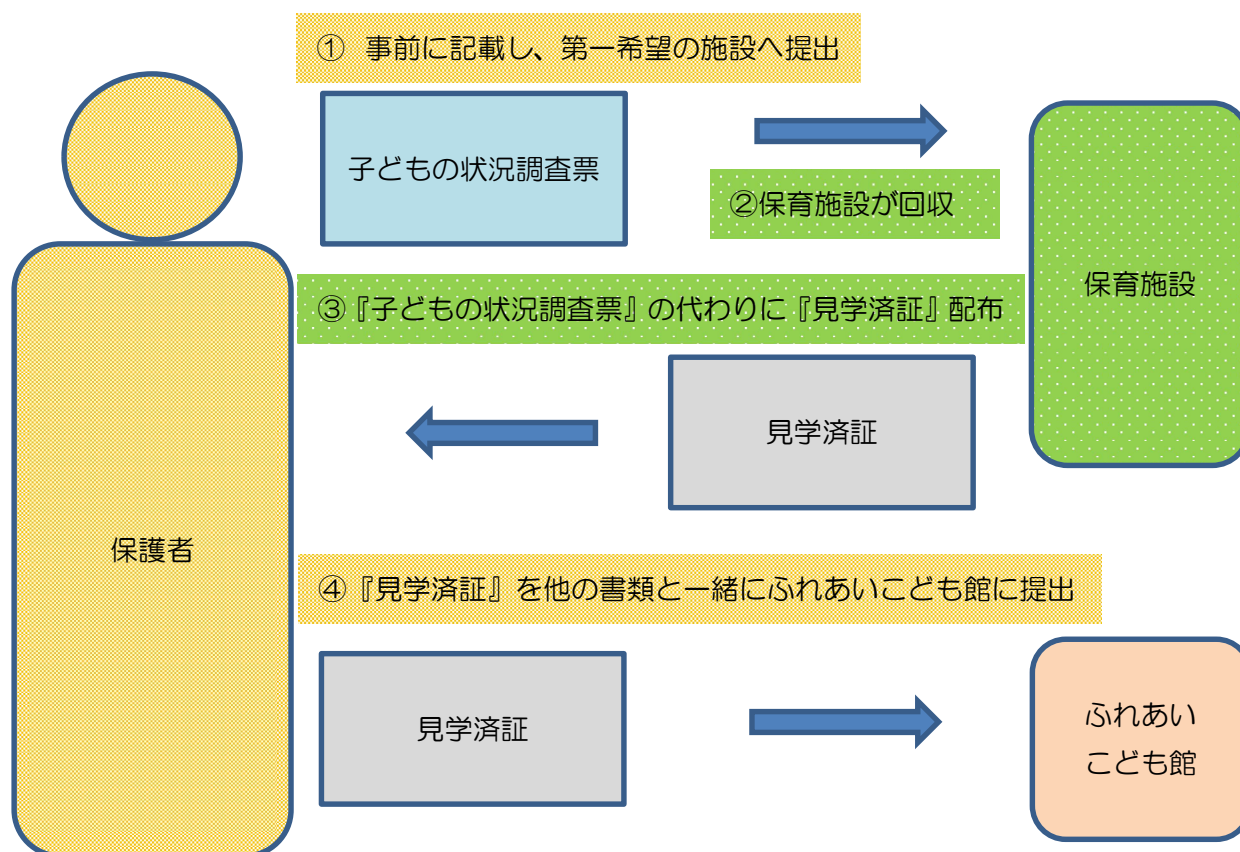 ① 事前に記載し、第一希望の施設へ提出
子どもの状況調査票
②保育施設が回収
保育施設
③『子どもの状況調査票』の代わりに『見学済証』配布
見学済証
保護者
④『見学済証』を他の書類と一緒にふれあいこども館に提出
見学済証
ふれあい
こども館